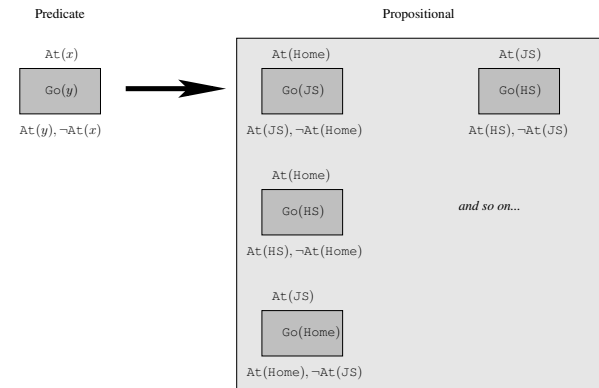 Predicate
Propositional
At(x)
Go(y)
At(y), ¬At(x)
At(Home)
Go(JS)
At(JS), ¬At(Home)
At(JS)
Go(HS)
At(HS), ¬At(JS)
At(Home)
Go(HS)
At(HS), ¬At(Home)
and so on...
At(JS)
Go(Home)
At(Home), ¬At(JS)